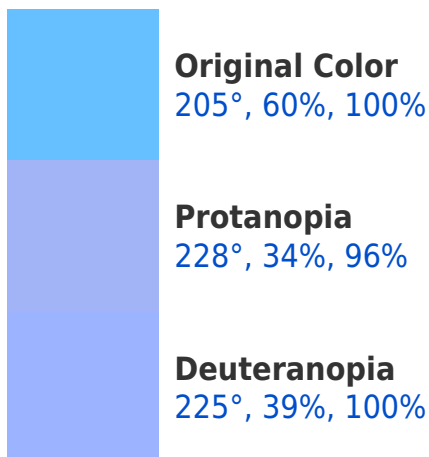 Original Color
205°, 60%, 100%
Protanopia
228°, 34%, 96%
Deuteranopia
225°, 39%, 100%